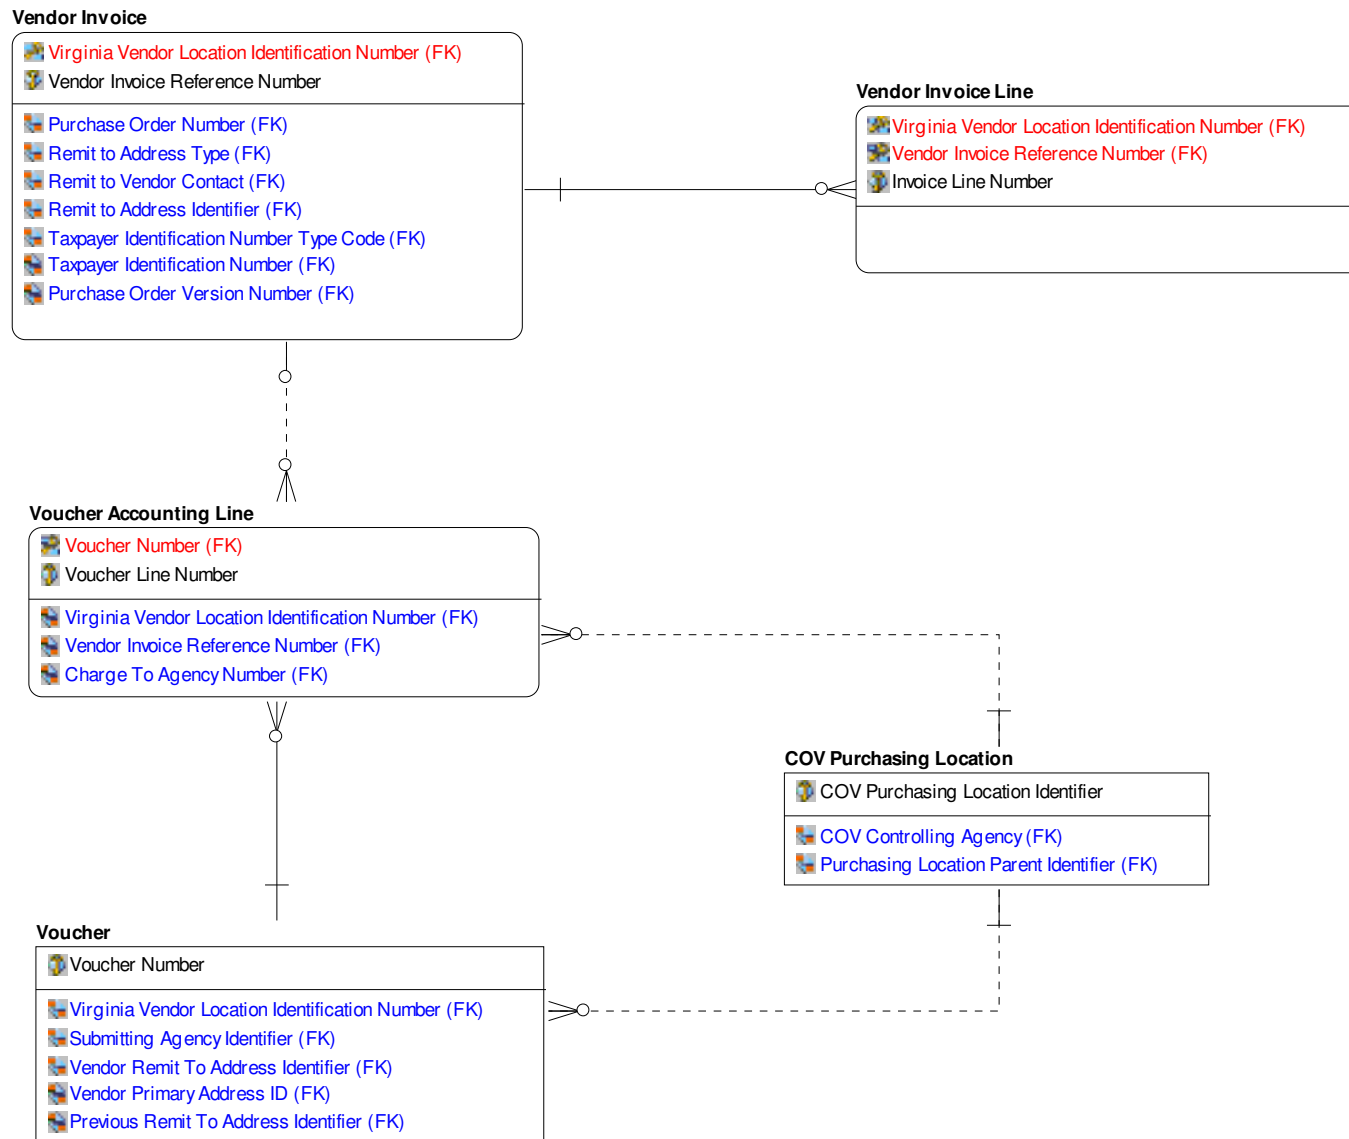 Vendor Invoice
Virginia Vendor Location Identification Number (FK)
Vendor Invoice Reference Number
Purchase Order Number (FK)
Remit to Address Type (FK)
Remit to Vendor Contact (FK)
Remit to Address Identifier (FK)
Taxpayer Identification Number Type Code (FK)
Taxpayer Identification Number (FK)
Purchase Order Version Number (FK)
Vendor Invoice Line
Virginia Vendor Location Identification Number (FK)
Vendor Invoice Reference Number (FK)
Invoice Line Number
Voucher Accounting Line
Voucher Number (FK)
Voucher Line Number
Virginia Vendor Location Identification Number (FK)
Vendor Invoice Reference Number (FK)
Charge To Agency Number (FK)
COV Purchasing Location
COV Purchasing Location Identifier
COV Controlling Agency (FK)
Purchasing Location Parent Identifier (FK)
Voucher
Voucher Number
Virginia Vendor Location Identification Number (FK)
Submitting Agency Identifier (FK)
Vendor Remit To Address Identifier (FK)
Vendor Primary Address ID (FK)
Previous Remit To Address Identifier (FK)